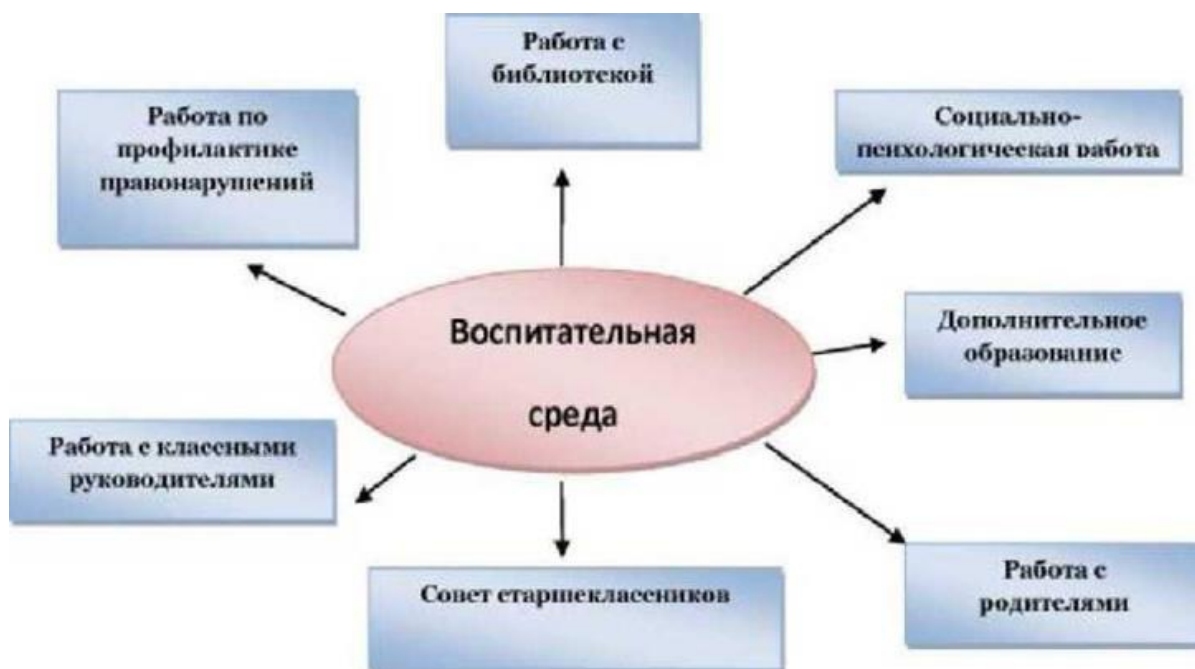 Работа с
библиотекой
Работа по
профилактике
правонарушений
Социально-
психологическая работа
Воспитательная
среда
Дополнительное
образование
Работа с классными
руководителями
Совет старшеклассников
Работа с
родителями